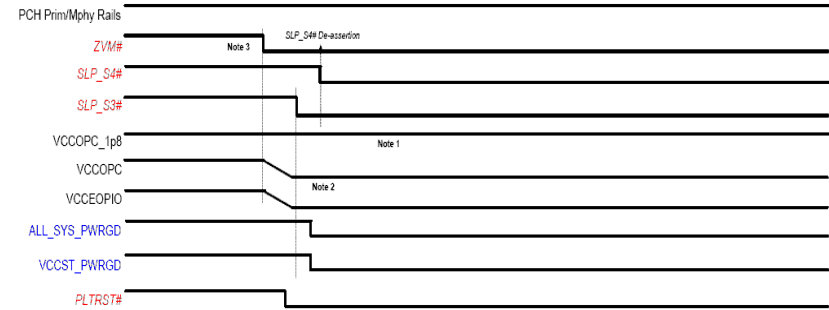 PCH Prim/Mphy Rails
ZVM#
Note 3
SLP_S4# De-assertion
SLP_S4#
SLP_S3#
VCCOPC_1p8
Note 1
VCCOPC
Note 2
VCCEOPIO
ALL_SYS_PWRGD
VCCST_PWRGD
PLTRST#